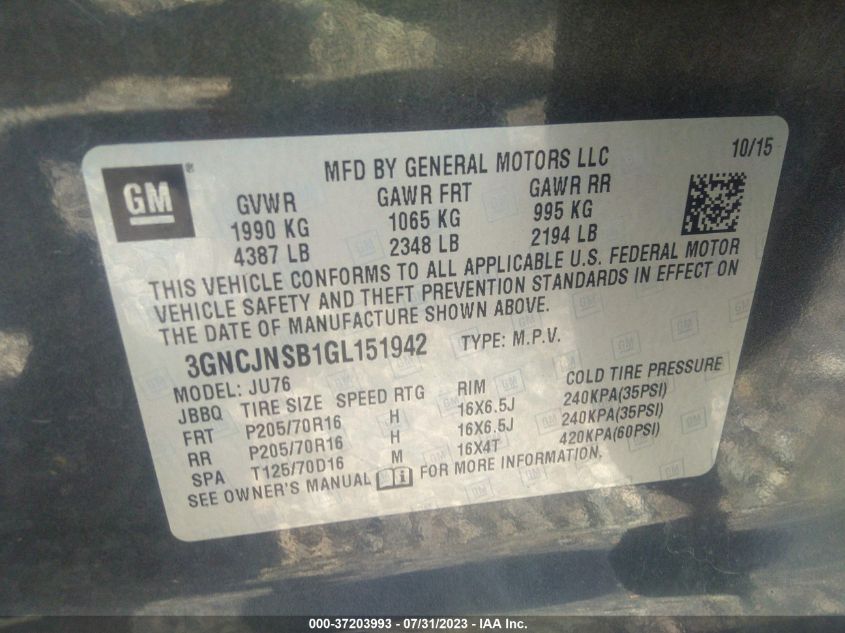 GM®
MFD BY GENERAL MOTORS LLC
10/15
GVWR GAWR FRT GAWR RR
1990 KG 1065 KG 995 KG
4387 LB 2348 LB 2194 LB
THIS VEHICLE CONFORMS TO ALL APPLICABLE U.S. FEDERAL MOTOR
VEHICLE SAFETY AND THEFT PREVENTION STANDARDS IN EFFECT ON
THE DATE OF MANUFACTURE SHOWN ABOVE.
3GNCJNSB1GL151942 TYPE: M.P.V.
MODEL: JU76
JBBQ TIRE SIZE SPEED RTG RIM COLD TIRE PRESSURE
FRT P205/70R16 H 16X6.5J 240KPA(35PSI)
RR P205/70R16 H 16X6.5J 240KPA(35PSI)
SPA T125/70D16 M 16X4T 420KPA(60PSI)
SEE OWNER'S MANUAL i FOR MORE INFORMATION.
000-37203993 - 07/31/2023 - IAA Inc.